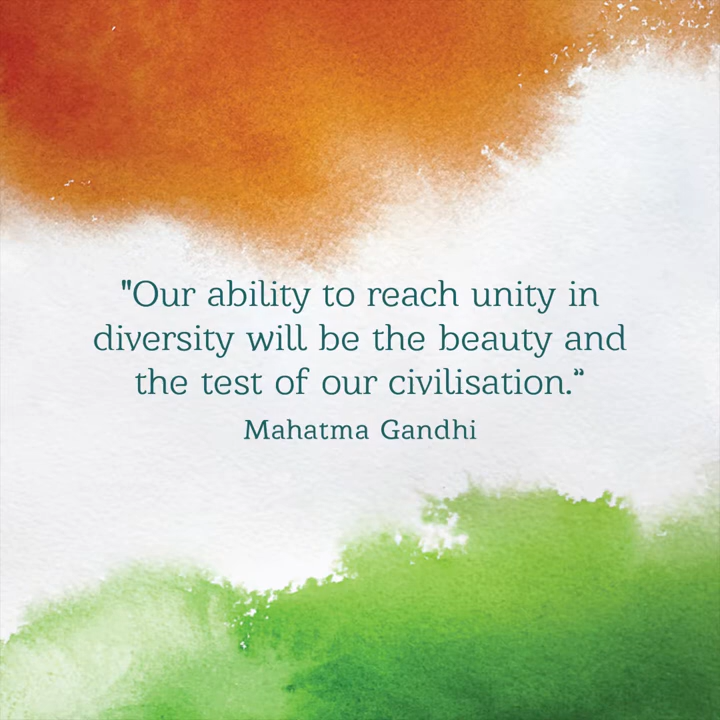 "Our ability to reach unity in
diversity will be the beauty and
the test of our civilisation.”
Mahatma Gandhi